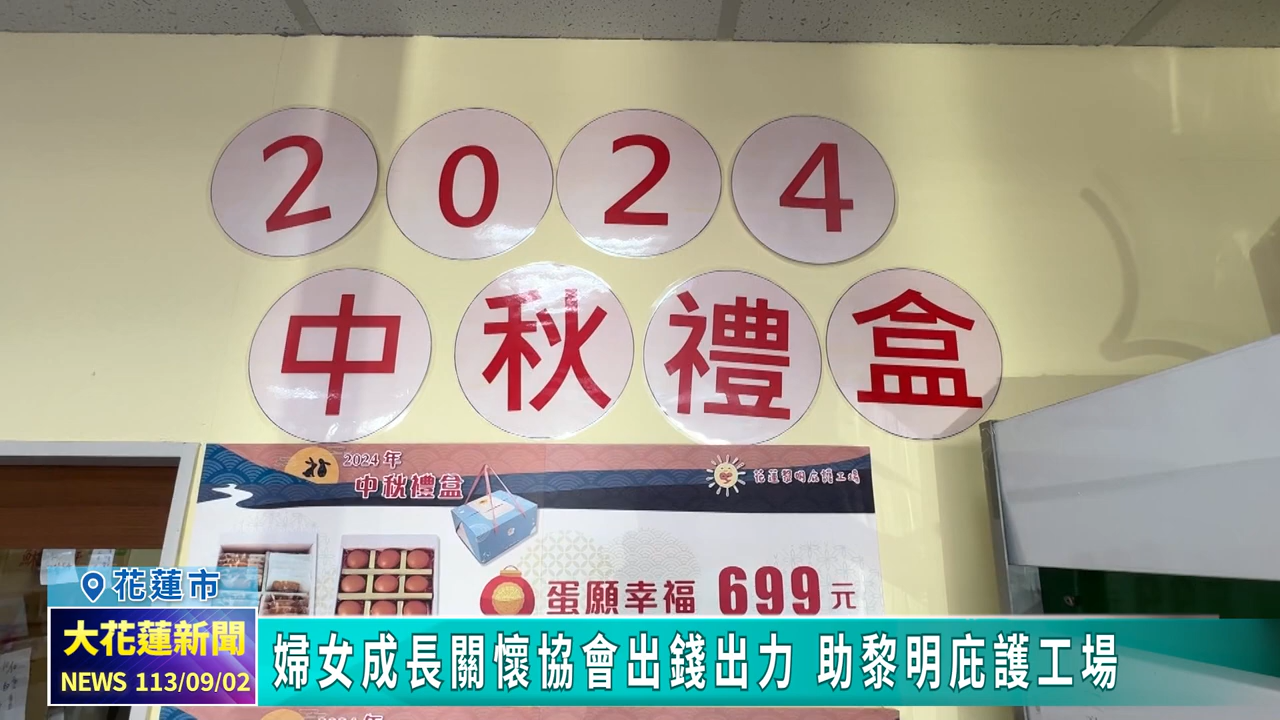 2024
中秋禮盒
2024年
中秋禮盒
花蓮黎明庇護工場
蛋願幸福 699元
花蓮市
大花蓮新聞
NEWS 113/09/02
婦女成長關懷協會出錢出力 助黎明庇護工場